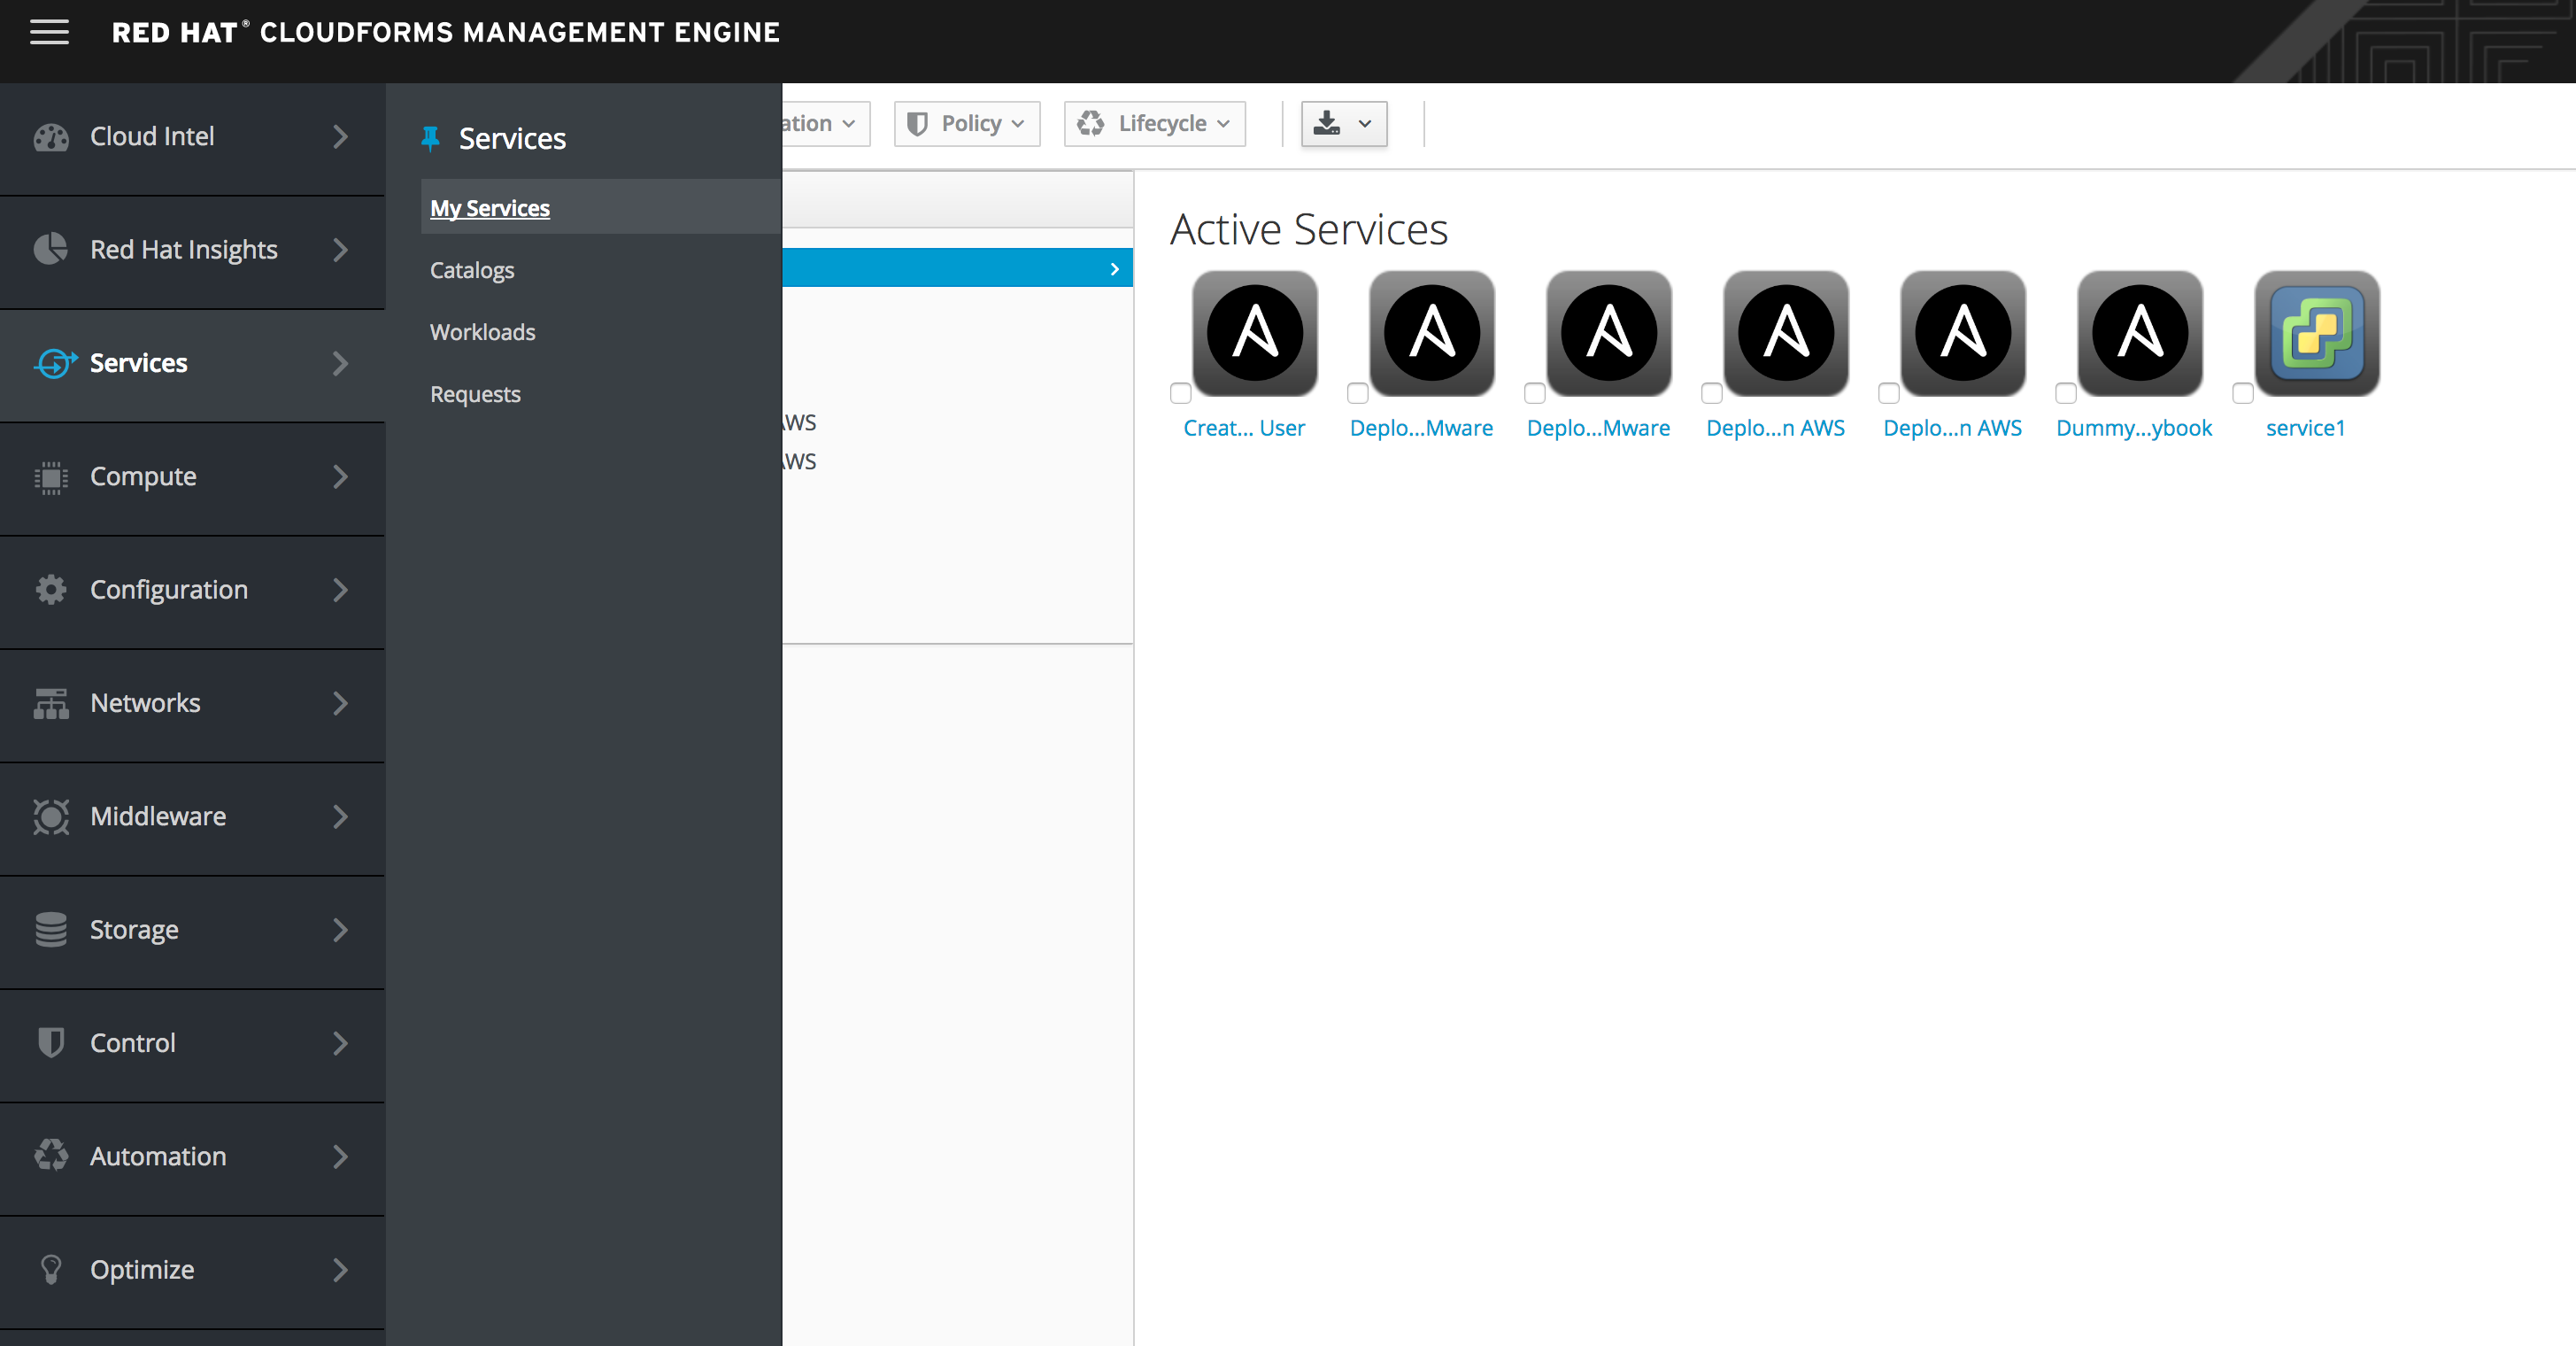 RED HAT® CLOUDFORMS MANAGEMENT ENGINE
Cloud Intel
Red Hat Insights
Services
Compute
Configuration
Networks
Middleware
Storage
Control
Automation
Optimize
Services
My Services
Catalogs
Workloads
Requests
ation
Policy
Lifecycle
WS
WS
Active Services
Creat... User
Deplo...Mware
Deplo...Mware
Deplo...n AWS
Deplo...n AWS
Dummy...ybook
service1